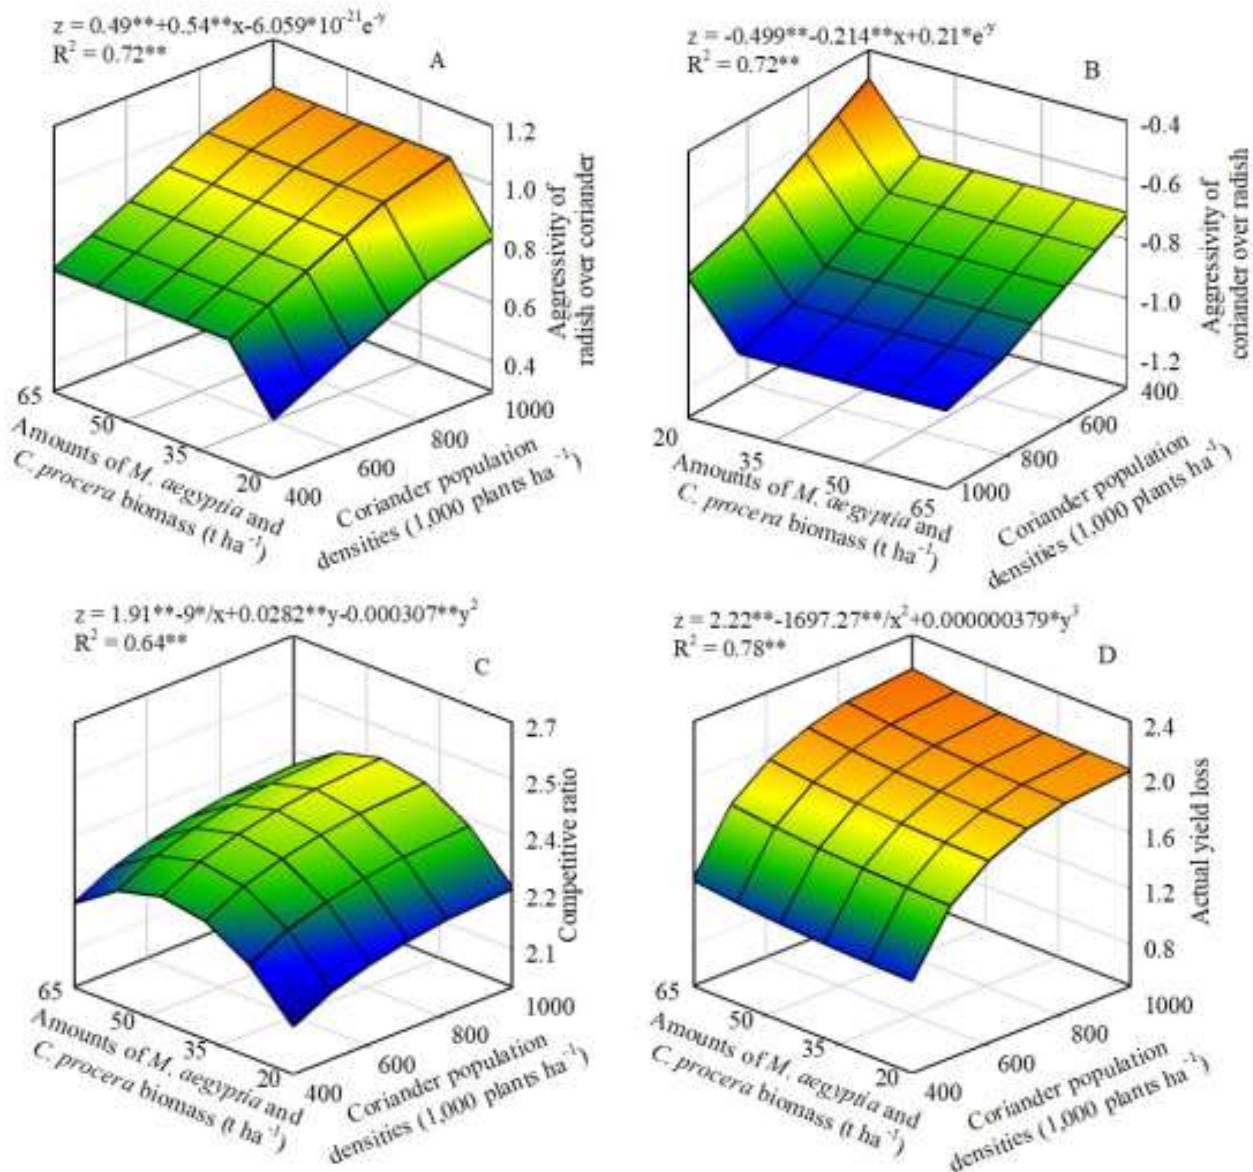 z = 0.49**+0.54**x-6.059*10⁻²¹e⁻ʸ
R² = 0.72**
A
1.2
1.0
0.8
0.6
0.4
Aggressivity of
radish over coriander
65
50
35
20
Amounts of M. aegyptia and
C. procera biomass (t ha⁻¹)
400
600
800
1000
Coriander population
densities (1,000 plants ha⁻¹)
z = -0.499**-0.214**x+0.21*e⁻ʸ
R² = 0.72**
B
-0.4
-0.6
-0.8
-1.0
-1.2
Aggressivity of
coriander over radish
20
35
50
65
Amounts of M. aegyptia and
C. procera biomass (t ha⁻¹)
1000
800
600
400
Coriander population
densities (1,000 plants ha⁻¹)
z = 1.91**-9*/x+0.0282**y-0.000307**y²
R² = 0.64**
C
2.7
2.5
2.4
2.2
2.1
Competitive ratio
65
50
35
20
Amounts of M. aegyptia and
C. procera biomass (t ha⁻¹)
400
600
800
1000
Coriander population
densities (1,000 plants ha⁻¹)
z = 2.22**-1697.27**/x²+0.000000379*y³
R² = 0.78**
D
2.4
2.0
1.6
1.2
0.8
Actual yield loss
65
50
35
20
Amounts of M. aegyptia and
C. procera biomass (t ha⁻¹)
400
600
800
1000
Coriander population
densities (1,000 plants ha⁻¹)